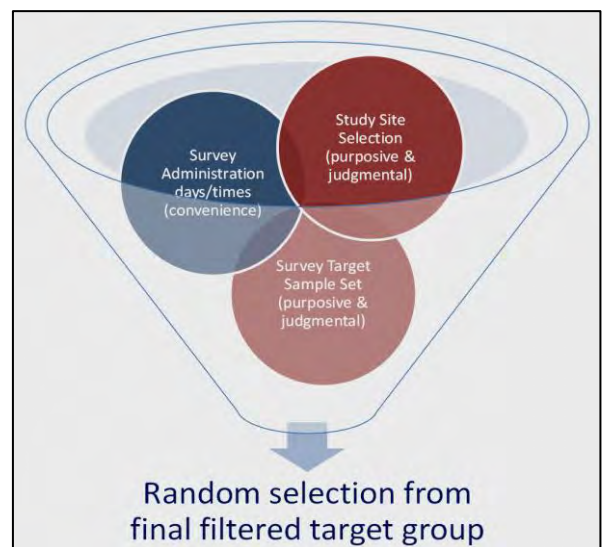 Study Site
Selection
(purposive &
judgmental)
Survey
Administration
days/times
(convenience)
Survey Target
Sample Set
(purposive &
judgmental)
Random selection from
final filtered target group